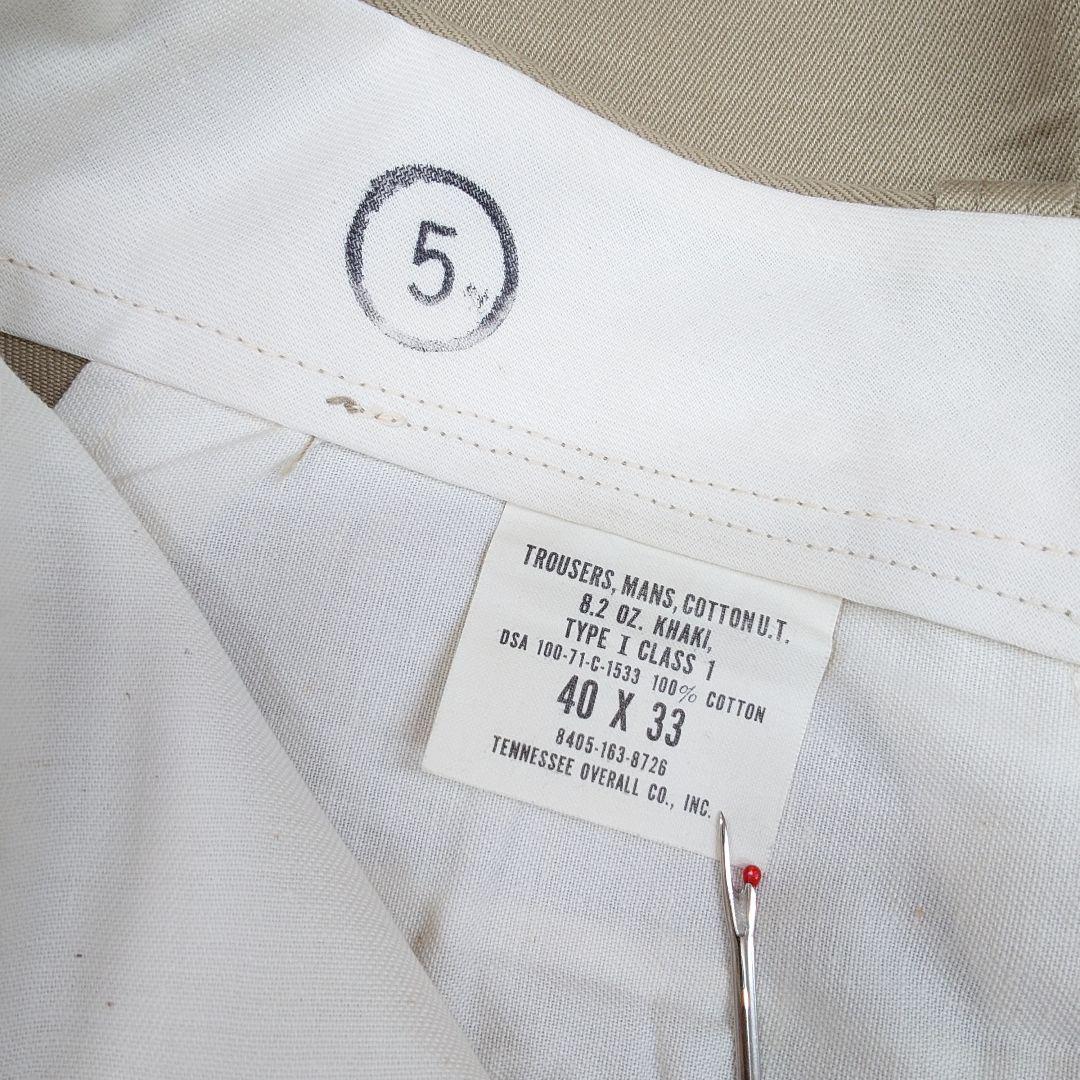 5
TROUSERS, MANS, COTTON U.T.
8.2 OZ. KHAKI,
TYPE I CLASS 1
DSA 100-71-C-1533 100% COTTON
40 X 33
8405-163-8726
TENNESSEE OVERALL CO., INC.